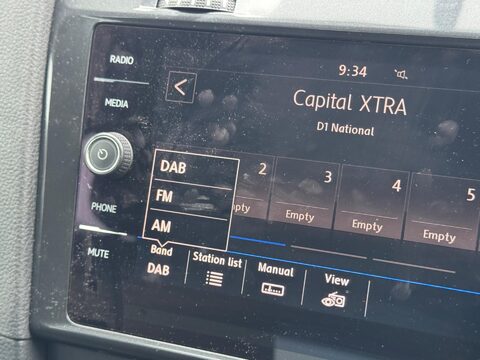 RADIO
MEDIA
PHONE
MUTE
9:34
<
Capital XTRA
D1 National
DAB
FM
AM
2
3
4
5
pty
Empty
Empty
Empty
Band
DAB
Station list
Manual
View